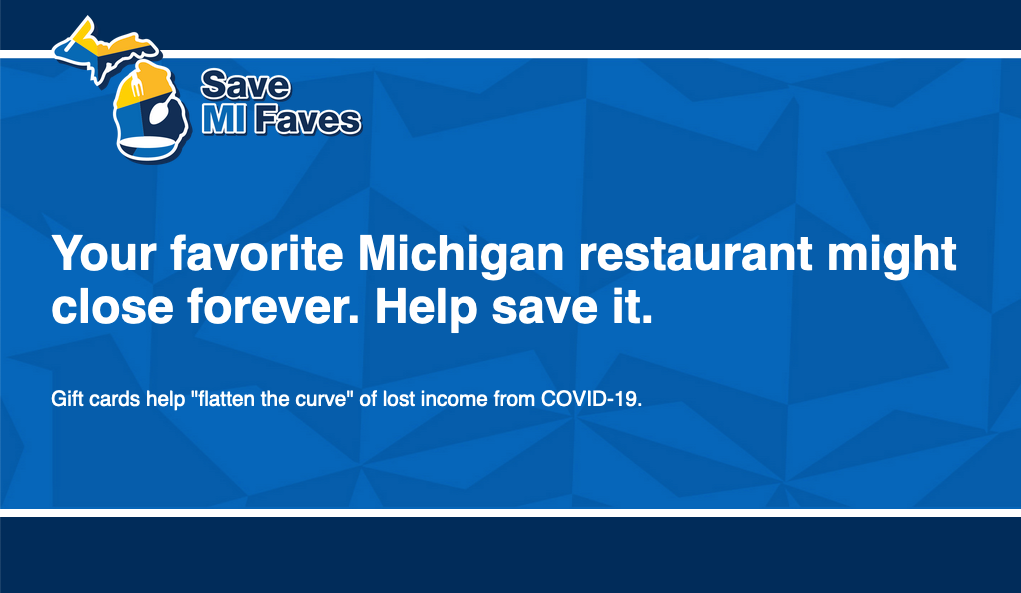 Save
MI Faves
Your favorite Michigan restaurant might
close forever. Help save it.
Gift cards help "flatten the curve" of lost income from COVID-19.